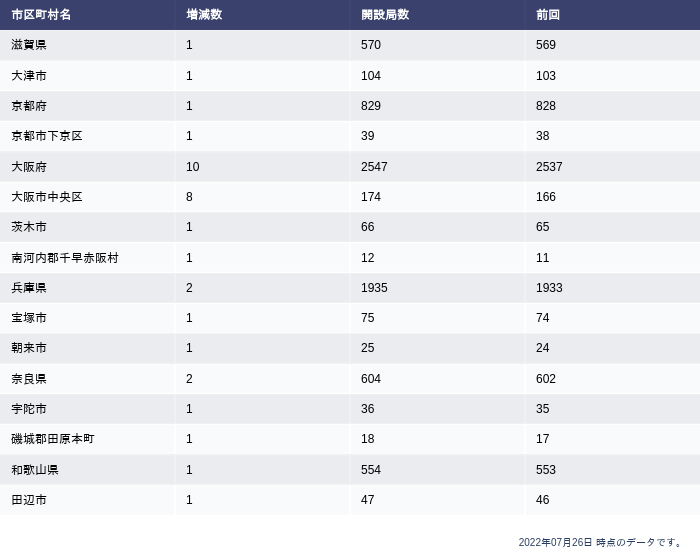 市区町村名 増減数 開設局数 前回
滋賀県 1 570 569
大津市 1 104 103
京都府 1 829 828
京都市下京区 1 39 38
大阪府 10 2547 2537
大阪市中央区 8 174 166
茨木市 1 66 65
南河内郡千早赤阪村 1 12 11
兵庫県 2 1935 1933
宝塚市 1 75 74
朝来市 1 25 24
奈良県 2 604 602
宇陀市 1 36 35
磯城郡田原本町 1 18 17
和歌山県 1 554 553
田辺市 1 47 46
2022年07月26日 時点のデータです。